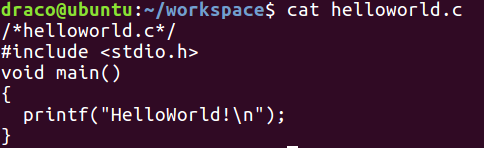 draco@ubuntu:~/workspace$ cat helloworld.c
/*helloworld.c*/
#include <stdio.h>
void main()
{
  printf("HelloWorld!\n");
}